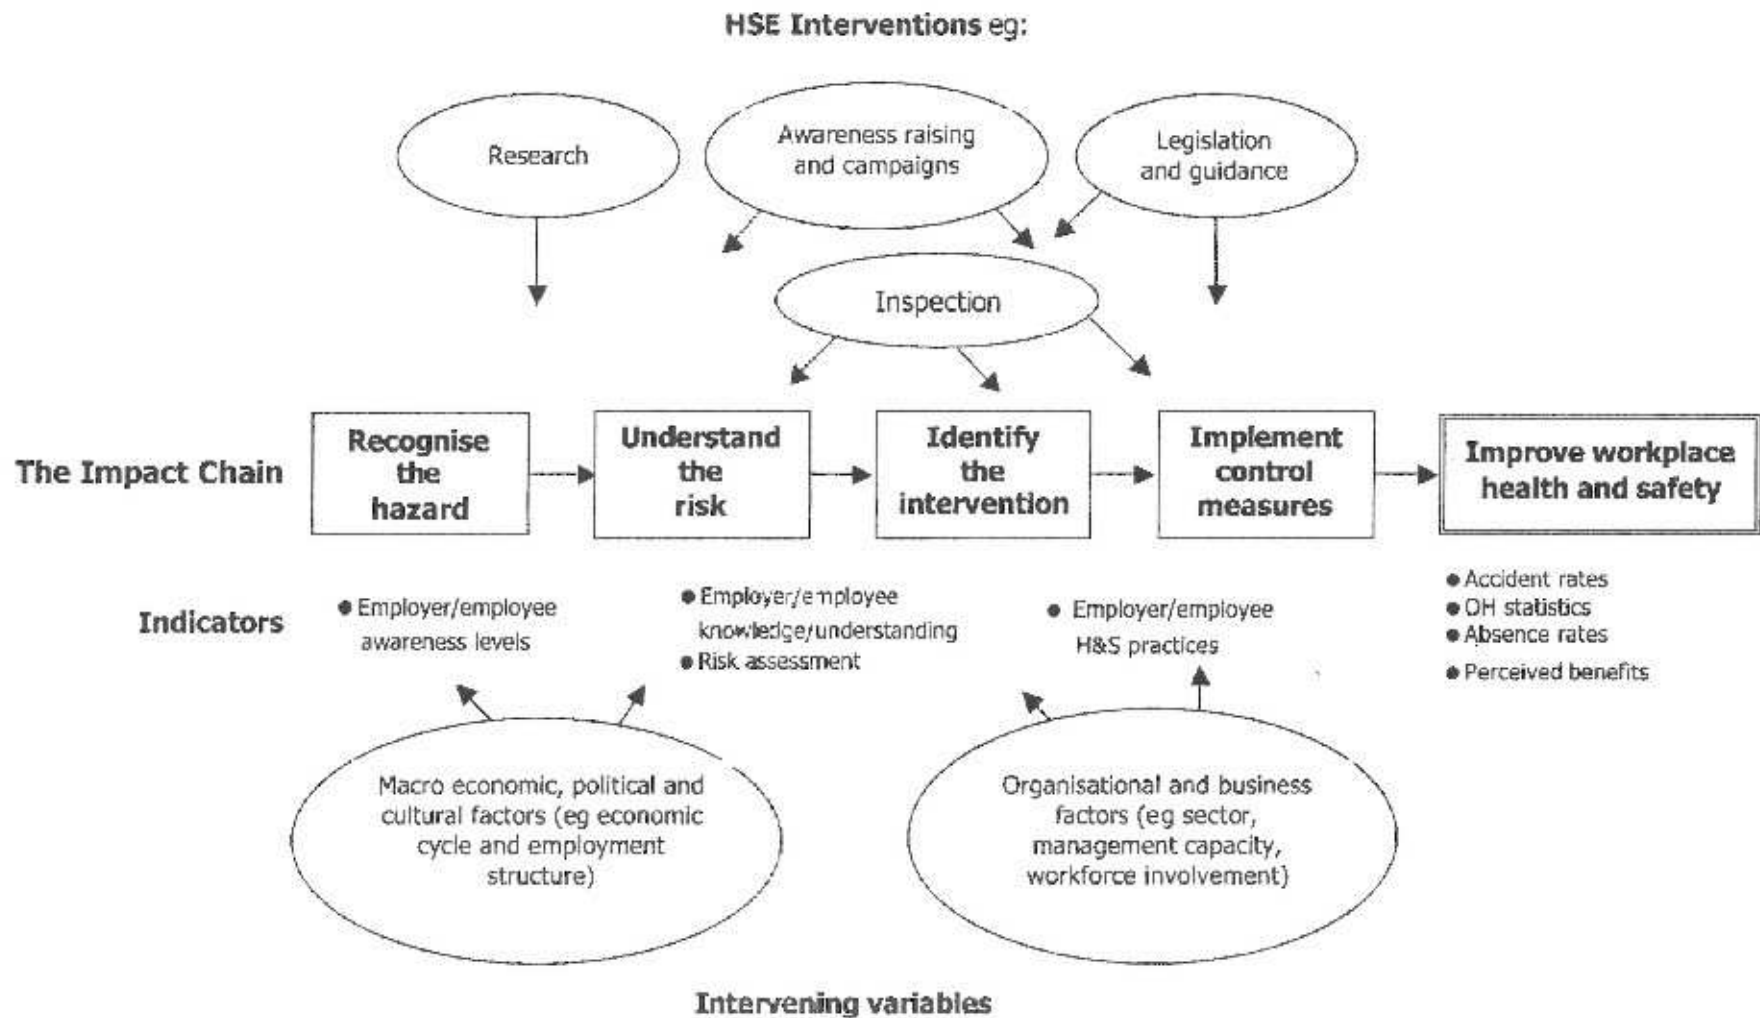 HSE Interventions eg:
Research
Awareness raising
and campaigns
Legislation
and guidance
Inspection
The Impact Chain
Recognise
the
hazard
Understand
the
risk
Identify
the
intervention
Implement
control
measures
Improve workplace
health and safety
Indicators
● Employer/employee
awareness levels
● Employer/employee
knowledge/understanding
● Risk assessment
● Employer/employee
H&S practices
● Accident rates
● OH statistics
● Absence rates
● Perceived benefits
Macro economic, political and
cultural factors (eg economic
cycle and employment
structure)
Organisational and business
factors (eg sector,
management capacity,
workforce involvement)
Intervening variables